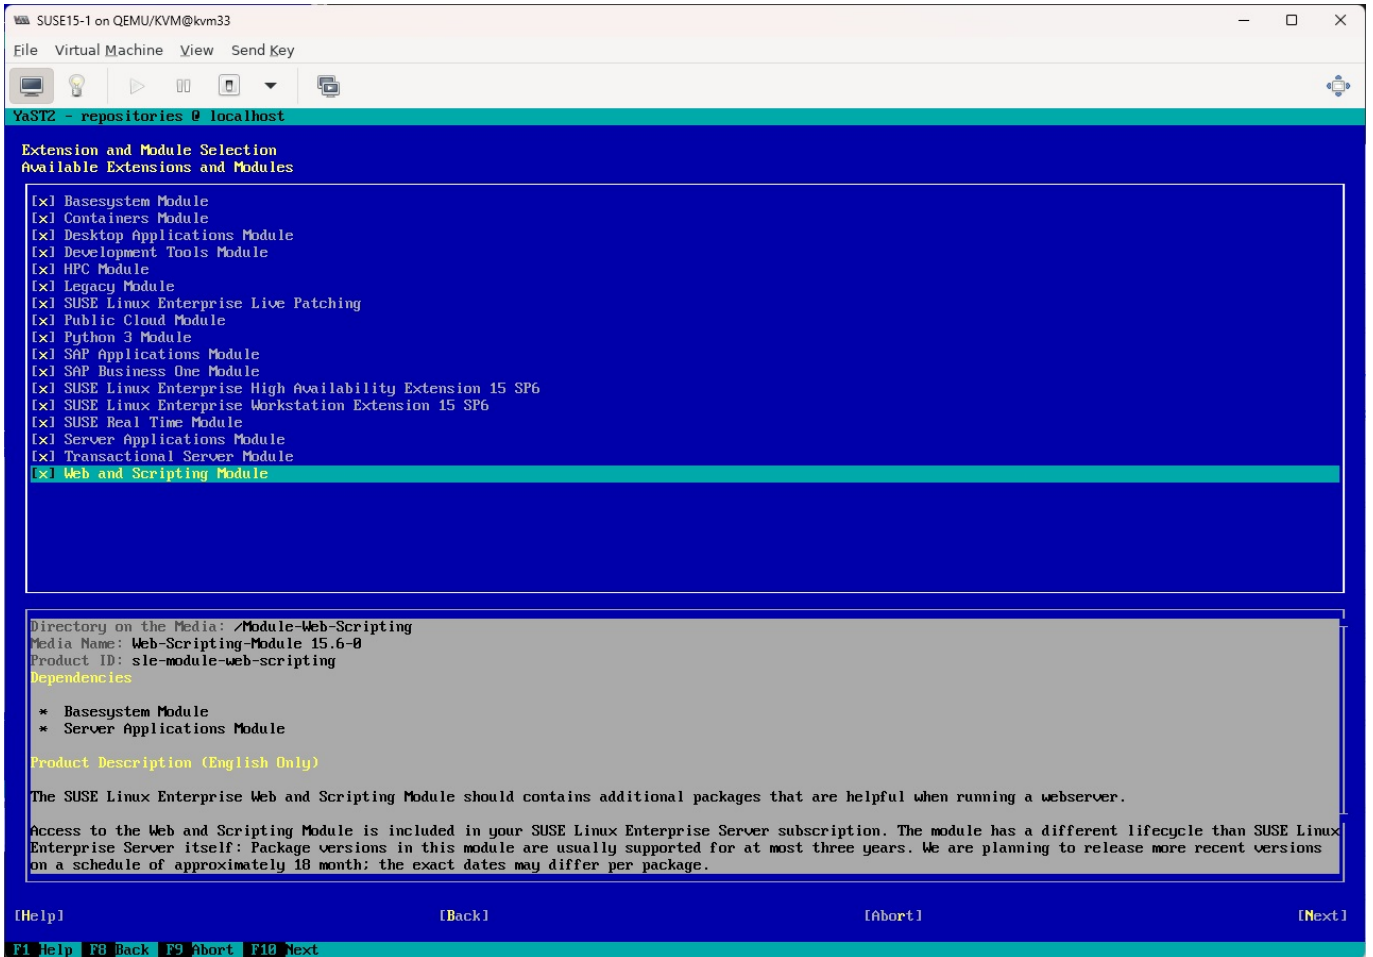 SUSE15-1 on QEMU/KVM@kvm33
File Virtual Machine View Send Key
YaST2 - repositories @ localhost
Extension and Module Selection
Available Extensions and Modules
[x] Basesystem Module
[x] Containers Module
[x] Desktop Applications Module
[x] Development Tools Module
[x] HPC Module
[x] Legacy Module
[x] SUSE Linux Enterprise Live Patching
[x] Public Cloud Module
[x] Python 3 Module
[x] SAP Applications Module
[x] SAP Business One Module
[x] SUSE Linux Enterprise High Availability Extension 15 SP6
[x] SUSE Linux Enterprise Workstation Extension 15 SP6
[x] SUSE Real Time Module
[x] Server Applications Module
[x] Transactional Server Module
[x] Web and Scripting Module
Directory on the Media: /Module-Web-Scripting
Media Name: Web-Scripting-Module 15.6-0
Product ID: sle-module-web-scripting
Dependencies
* Basesystem Module
* Server Applications Module
Product Description (English Only)
The SUSE Linux Enterprise Web and Scripting Module should contains additional packages that are helpful when running a webserver.
Access to the Web and Scripting Module is included in your SUSE Linux Enterprise Server subscription. The module has a different lifecycle than SUSE Linux
Enterprise Server itself: Package versions in this module are usually supported for at most three years. We are planning to release more recent versions
on a schedule of approximately 18 month; the exact dates may differ per package.
[Help] [Back] [Abort] [Next]
F1 Help F8 Back F9 Abort F10 Next